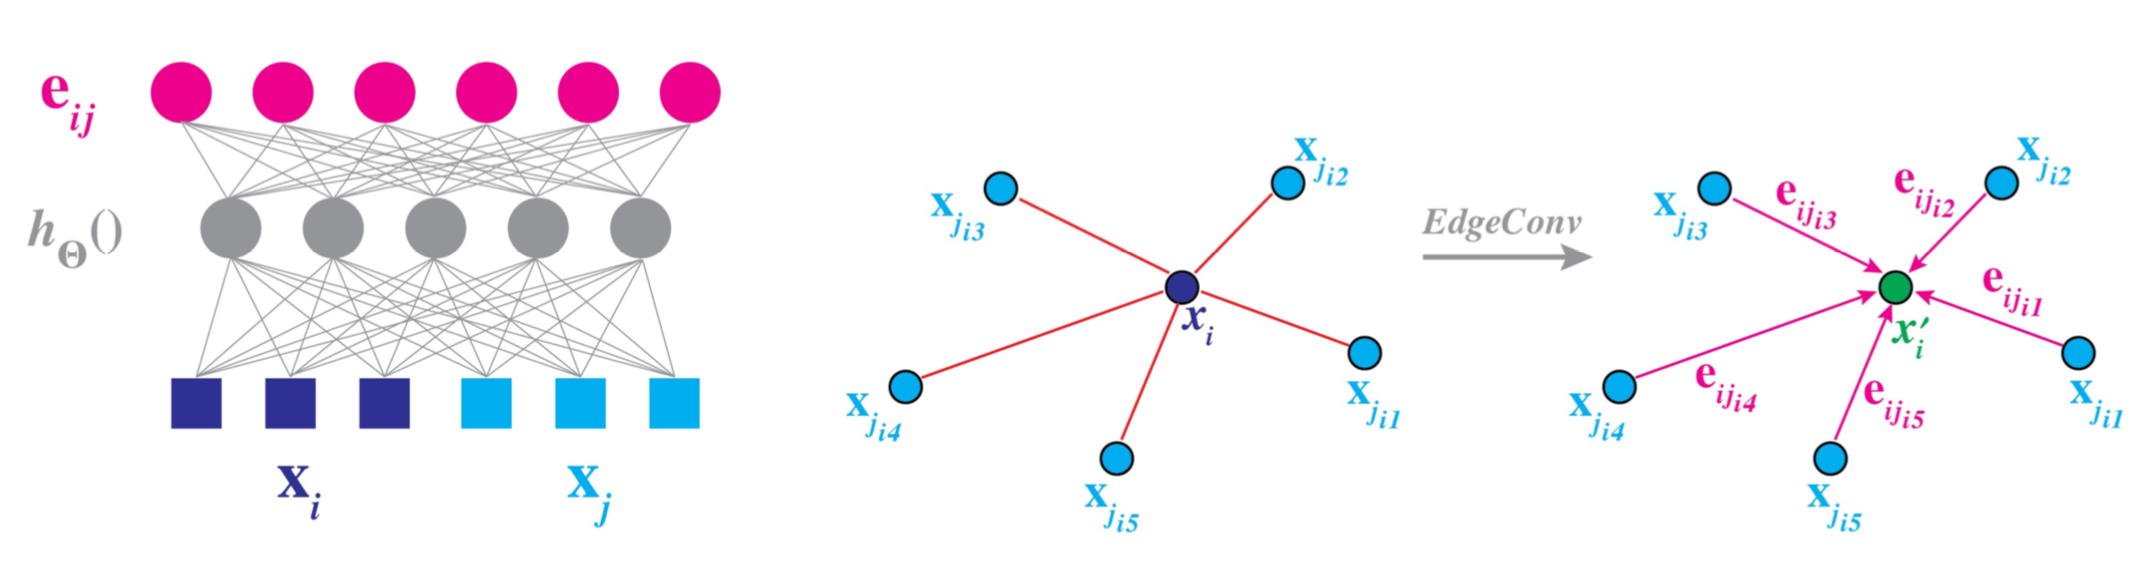 e_ij
h_Θ()
x_i
x_j
x_ji3
x_ji2
x_i
x_ji4
x_ji1
x_ji5
EdgeConv
x_ji3
e_iji3
e_iji2
x_ji2
e_iji1
x′_i
x_ji4
e_iji4
e_iji5
x_ji1
x_ji5